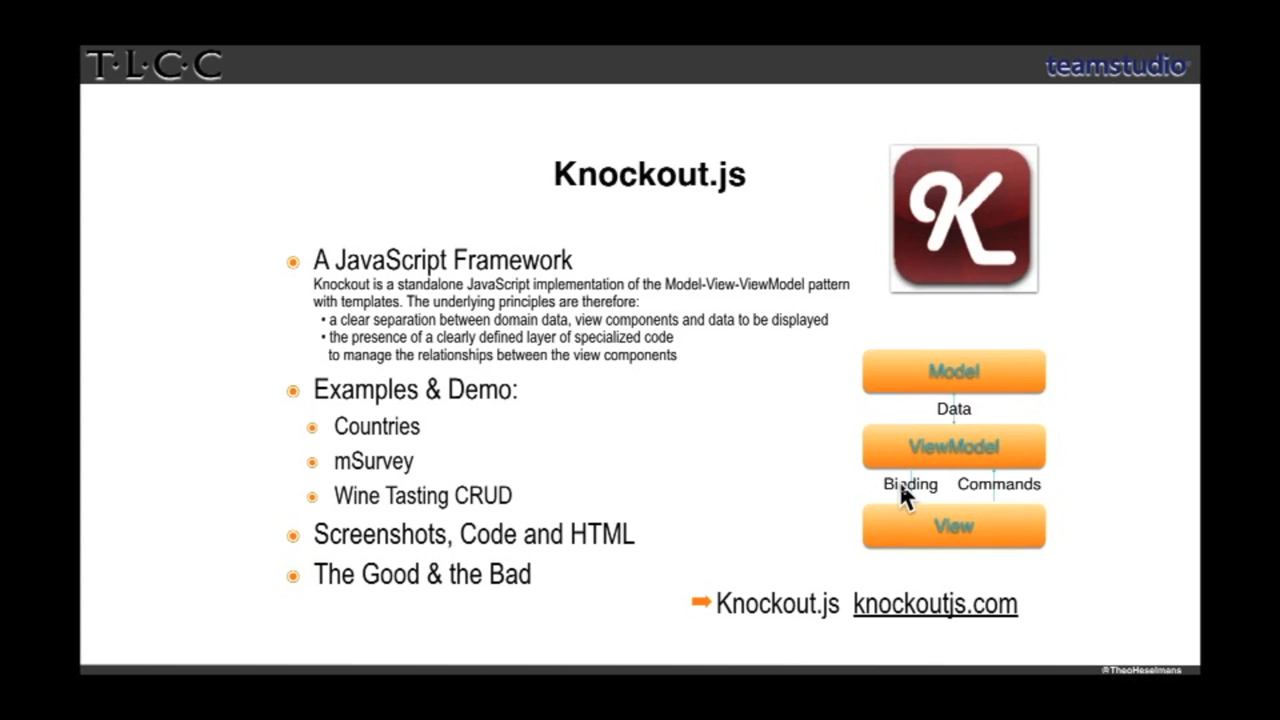 T·L·C·C
teamstudio
Knockout.js
K
A JavaScript Framework
Knockout is a standalone JavaScript implementation of the Model-View-ViewModel pattern
with templates. The underlying principles are therefore:
• a clear separation between domain data, view components and data to be displayed
• the presence of a clearly defined layer of specialized code
to manage the relationships between the view components
Examples & Demo:
Countries
mSurvey
Wine Tasting CRUD
Screenshots, Code and HTML
The Good & the Bad
Model
Data
ViewModel
Binding Commands
View
Knockout.js knockoutjs.com
@TheoHeselmans